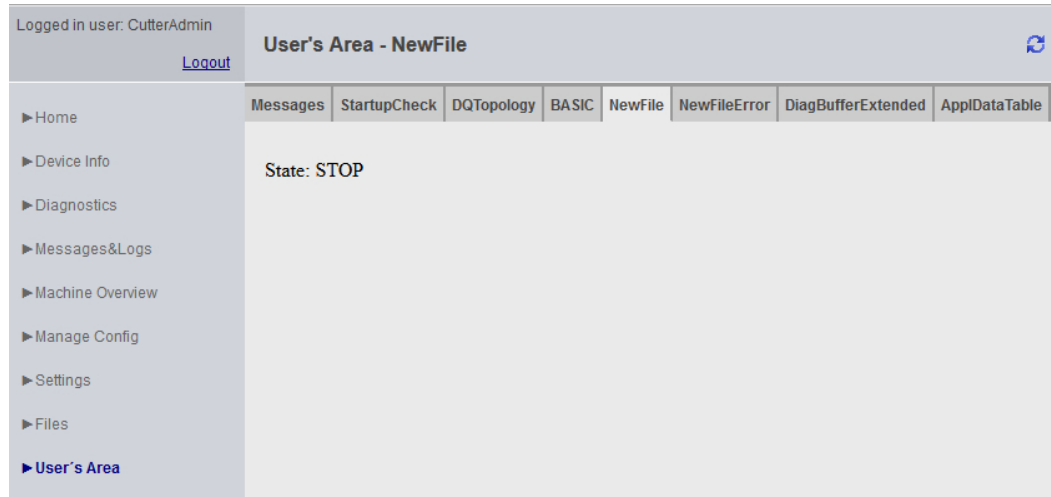 Logged in user: CutterAdmin
Logout
User's Area - NewFile
Messages StartupCheck DQTopology BASIC NewFile NewFileError DiagBufferExtended ApplDataTable
►Home
►Device Info
►Diagnostics
►Messages&Logs
►Machine Overview
►Manage Config
►Settings
►Files
►User´s Area
State: STOP